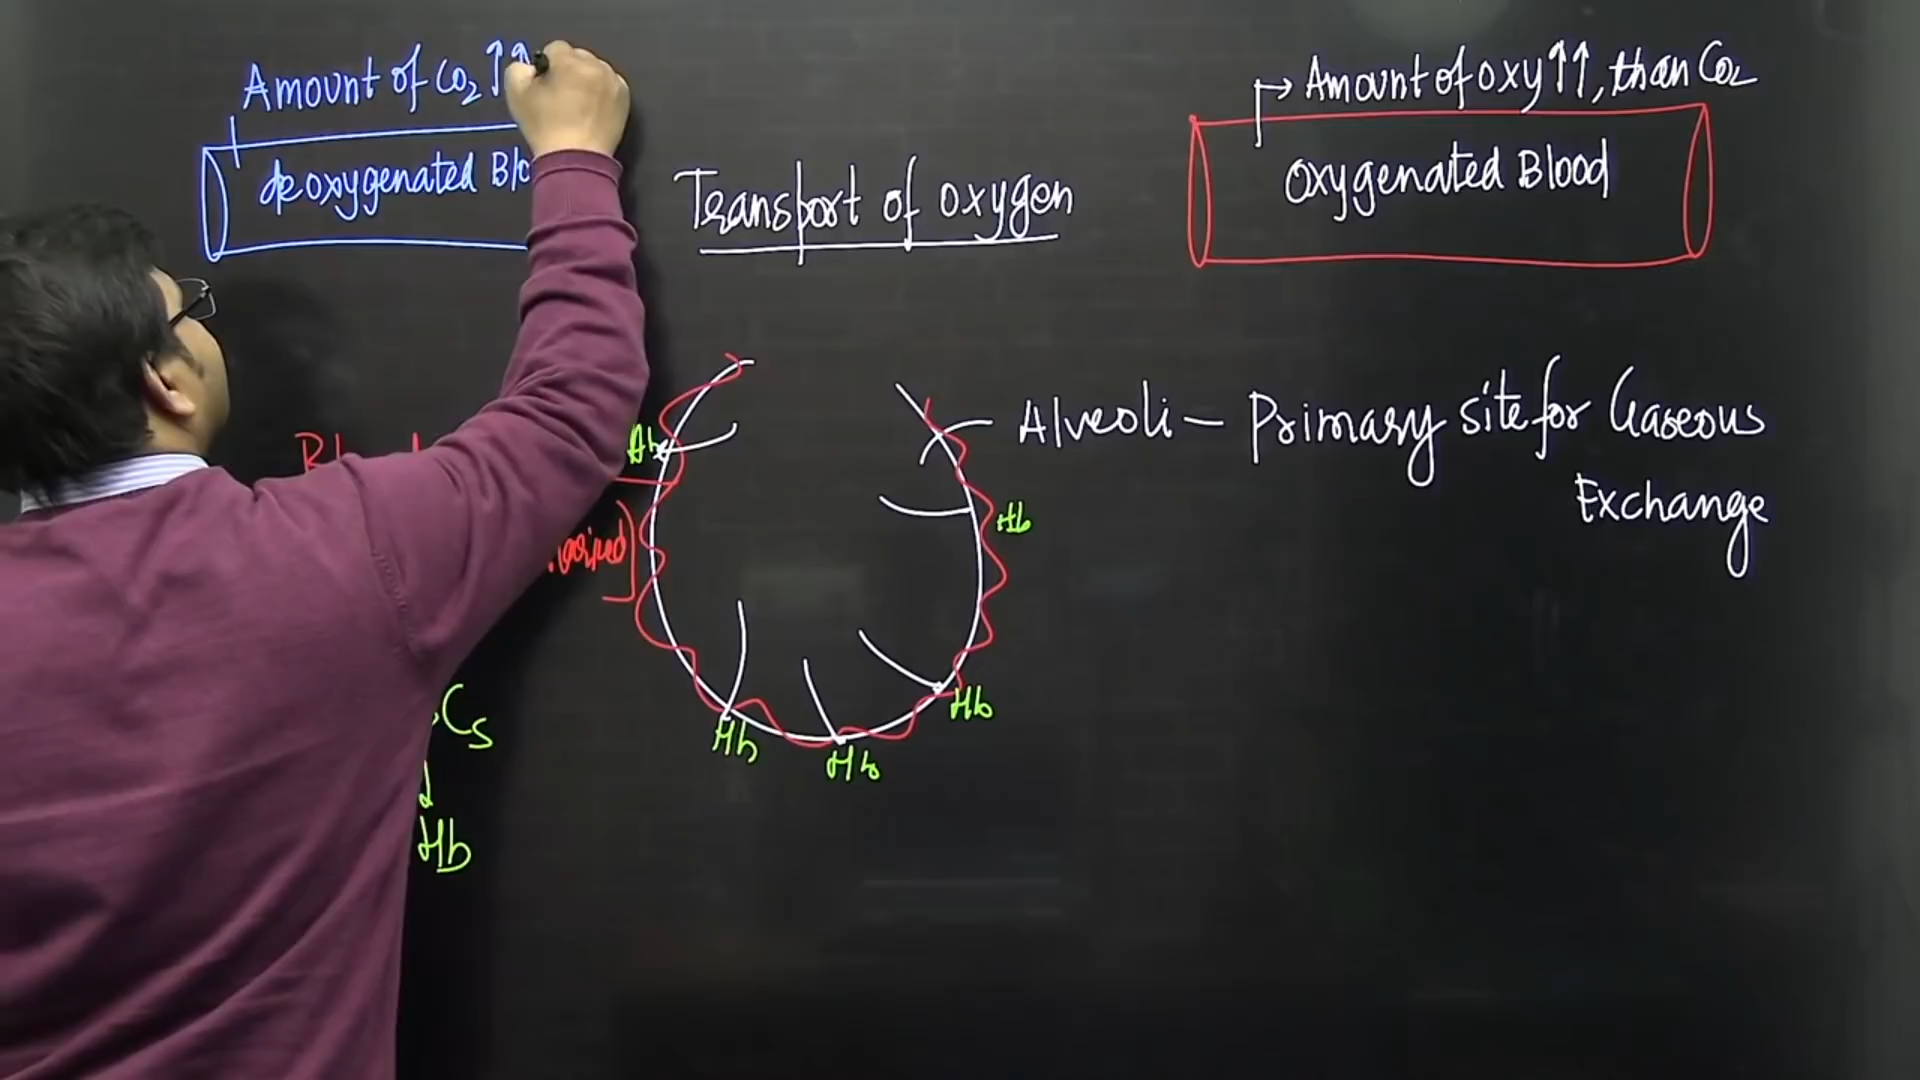 Amount of CO2 ↑↑
deoxygenated
Transport of oxygen
→ Amount of oxy↑↑, than CO2
Oxygenated Blood
Alveoli – Primary site for Gaseous
Exchange
Hb
Hb
Hb
Hb
Hb
Hb